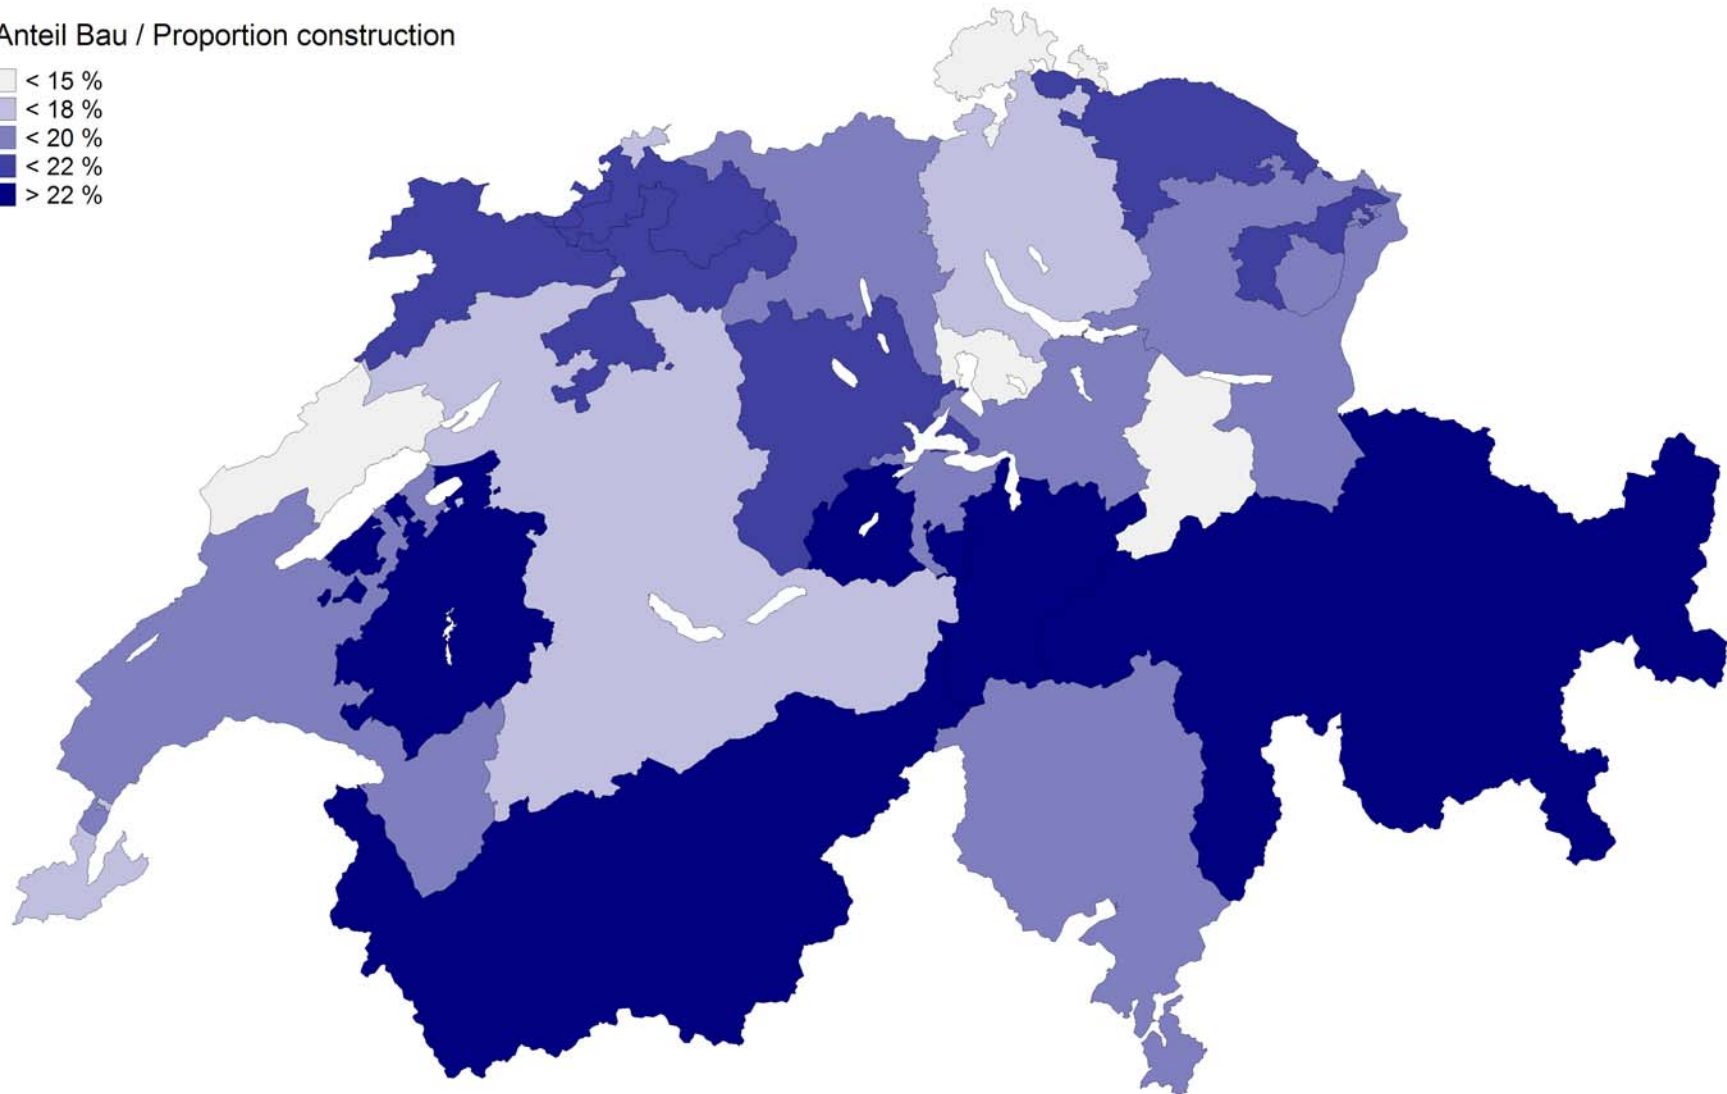 Anteil Bau / Proportion construction
< 15 %
< 18 %
< 20 %
< 22 %
> 22 %